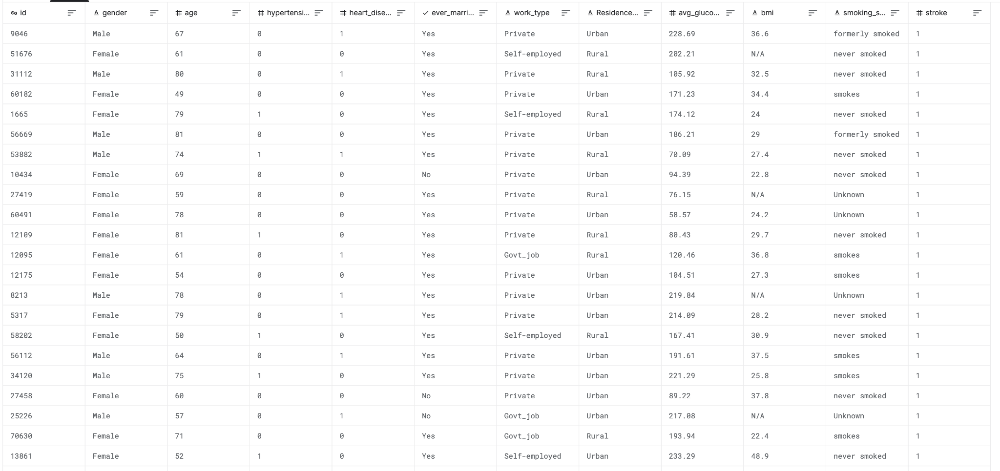 id gender age hypertensi... heart_dise... ever_marri... work_type Residence... avg_gluco... bmi smoking_s... stroke
9046 Male 67 0 1 Yes Private Urban 228.69 36.6 formerly smoked 1
51676 Female 61 0 0 Yes Self-employed Rural 202.21 N/A never smoked 1
31112 Male 80 0 1 Yes Private Rural 105.92 32.5 never smoked 1
60182 Female 49 0 0 Yes Private Urban 171.23 34.4 smokes 1
1665 Female 79 1 0 Yes Self-employed Rural 174.12 24 never smoked 1
56669 Male 81 0 0 Yes Private Urban 186.21 29 formerly smoked 1
53882 Male 74 1 1 Yes Private Rural 70.09 27.4 never smoked 1
10434 Female 69 0 0 No Private Urban 94.39 22.8 never smoked 1
27419 Female 59 0 0 Yes Private Rural 76.15 N/A Unknown 1
60491 Female 78 0 0 Yes Private Urban 58.57 24.2 Unknown 1
12109 Female 81 1 0 Yes Private Rural 80.43 29.7 never smoked 1
12095 Female 61 0 1 Yes Govt_job Rural 120.46 36.8 smokes 1
12175 Female 54 0 0 Yes Private Urban 104.51 27.3 smokes 1
8213 Male 78 0 1 Yes Private Urban 219.84 N/A Unknown 1
5317 Female 79 0 1 Yes Private Urban 214.09 28.2 never smoked 1
58202 Female 50 1 0 Yes Self-employed Rural 167.41 30.9 never smoked 1
56112 Male 64 0 1 Yes Private Urban 191.61 37.5 smokes 1
34120 Male 75 1 0 Yes Private Urban 221.29 25.8 smokes 1
27458 Female 60 0 0 No Private Urban 89.22 37.8 never smoked 1
25226 Male 57 0 1 No Govt_job Urban 217.08 N/A Unknown 1
70630 Female 71 0 0 Yes Govt_job Rural 193.94 22.4 smokes 1
13861 Female 52 1 0 Yes Self-employed Urban 233.29 48.9 never smoked 1